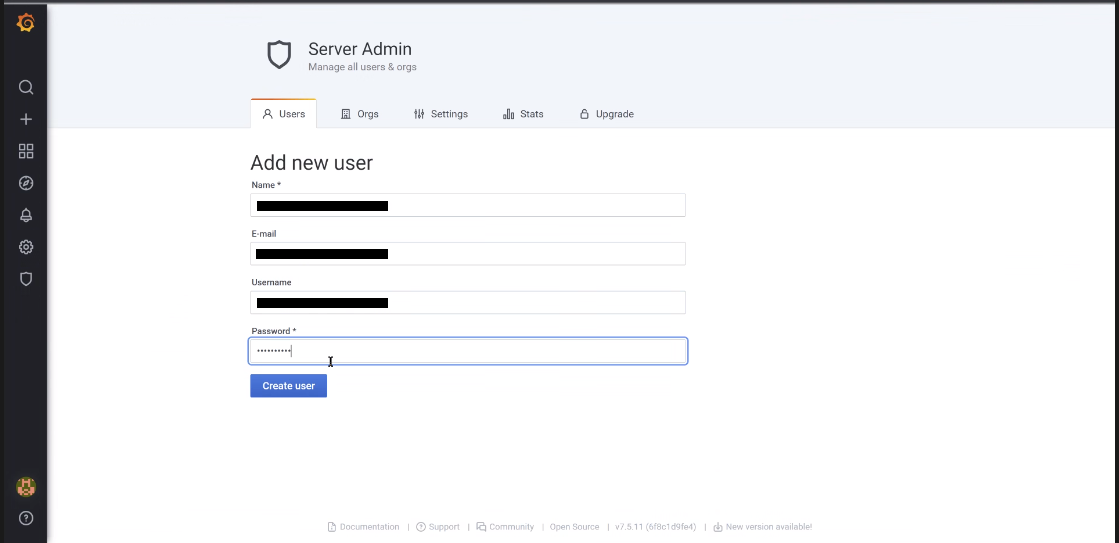 Server Admin
Manage all users & orgs
Users Orgs Settings Stats Upgrade
Add new user
Name *
E-mail
Username
Password *
••••••••••
Create user
Documentation | Support | Community | Open Source | v7.5.11 (6f8c1d9fe4) | New version available!